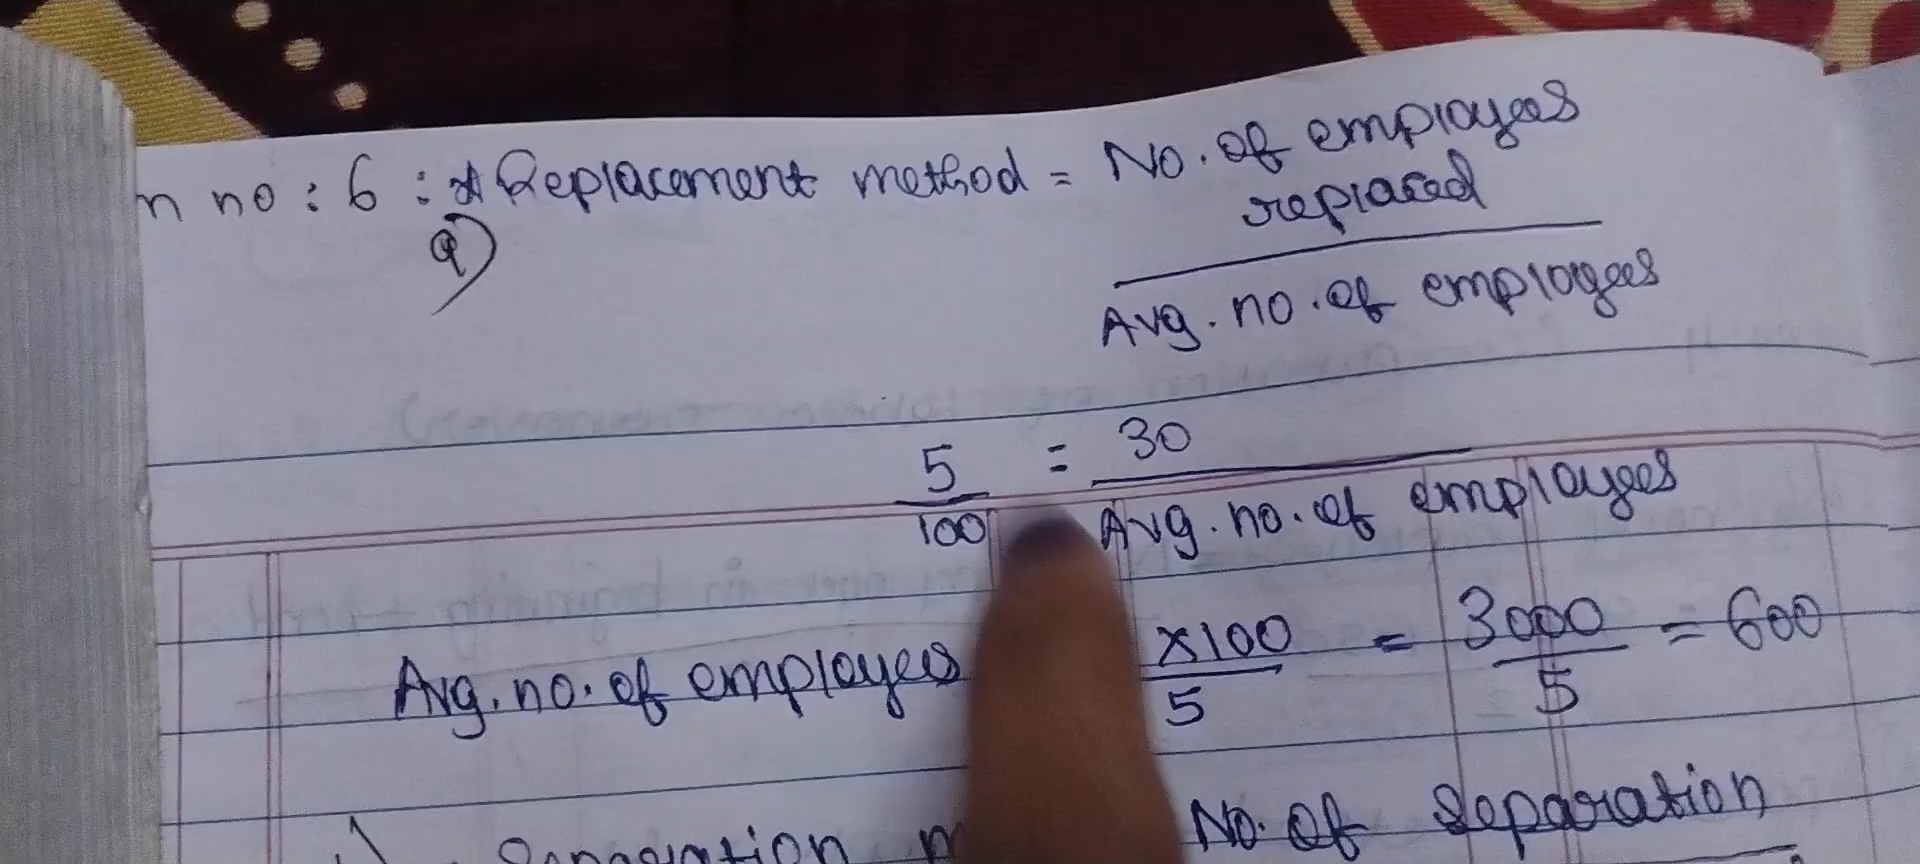 n no : 6 : Replacement method = No. of employees
replaced
a)
Avg. no. of employees
5 = 30
100 Avg. no. of employees
Avg. no. of employees x100 = 3000 = 600
5 5
No. of Separation